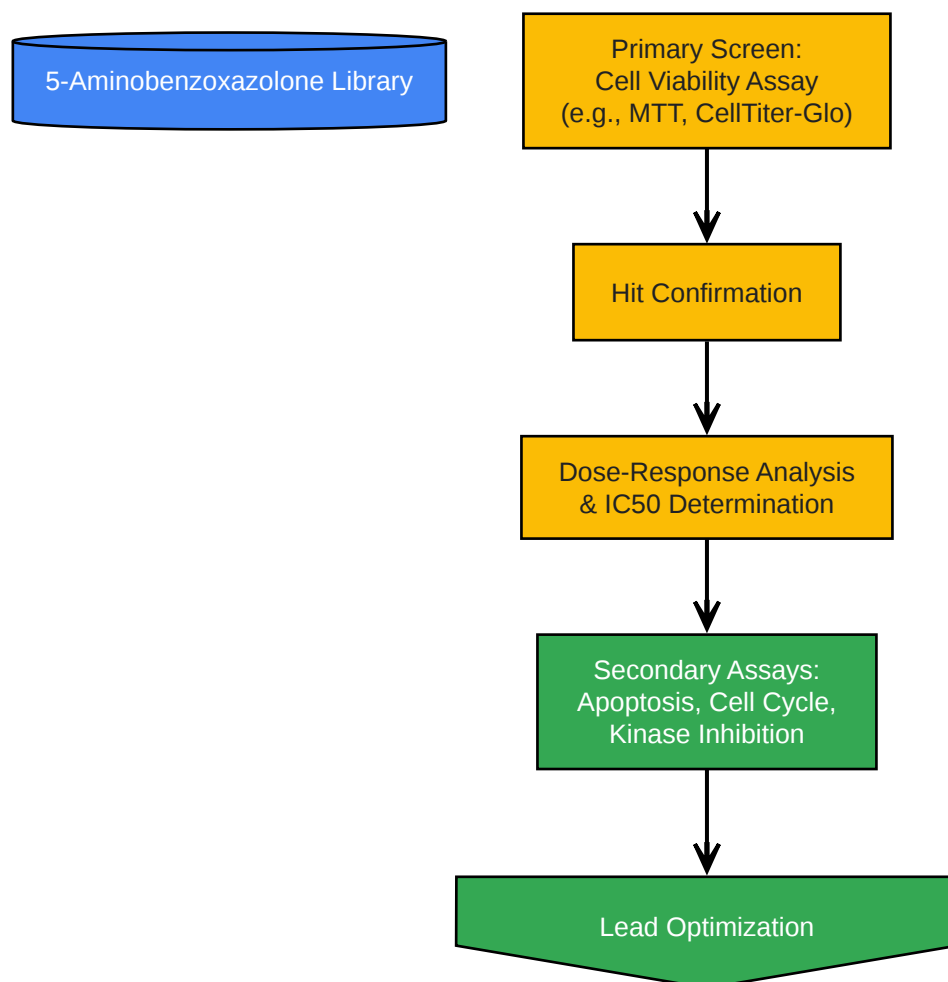 5-Aminobenzoxazolone Library
Primary Screen:
Cell Viability Assay
(e.g., MTT, CellTiter-Glo)
Hit Confirmation
Dose-Response Analysis
& IC50 Determination
Secondary Assays:
Apoptosis, Cell Cycle,
Kinase Inhibition
Lead Optimization